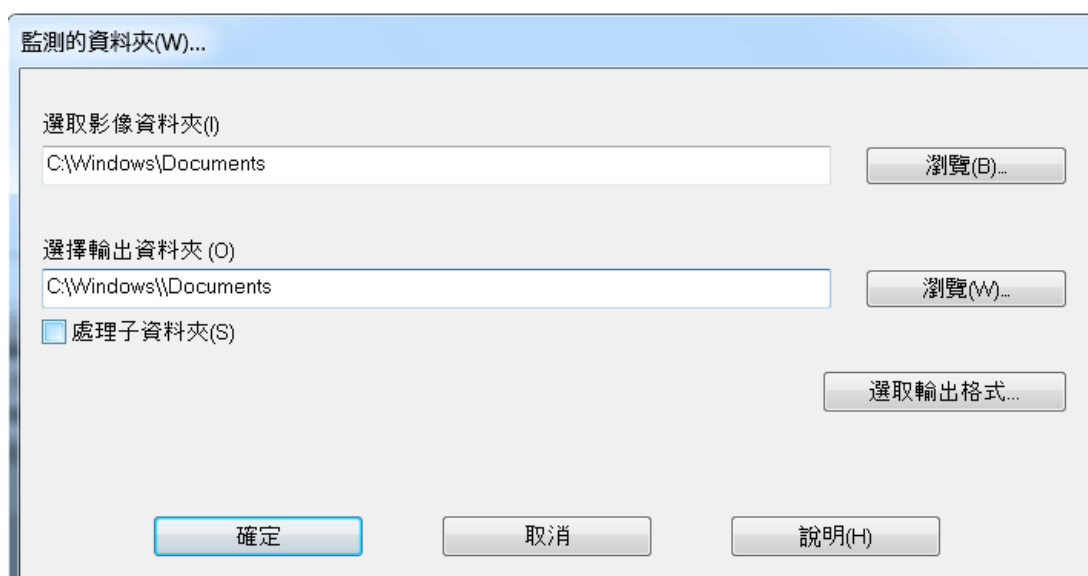 監測的資料夾(W)...
選取影像資料夾(I)
C:\Windows\Documents
瀏覽(B)...
選擇輸出資料夾 (O)
C:\Windows\\Documents
瀏覽(W)...
處理子資料夾(S)
選取輸出格式...
確定
取消
說明(H)